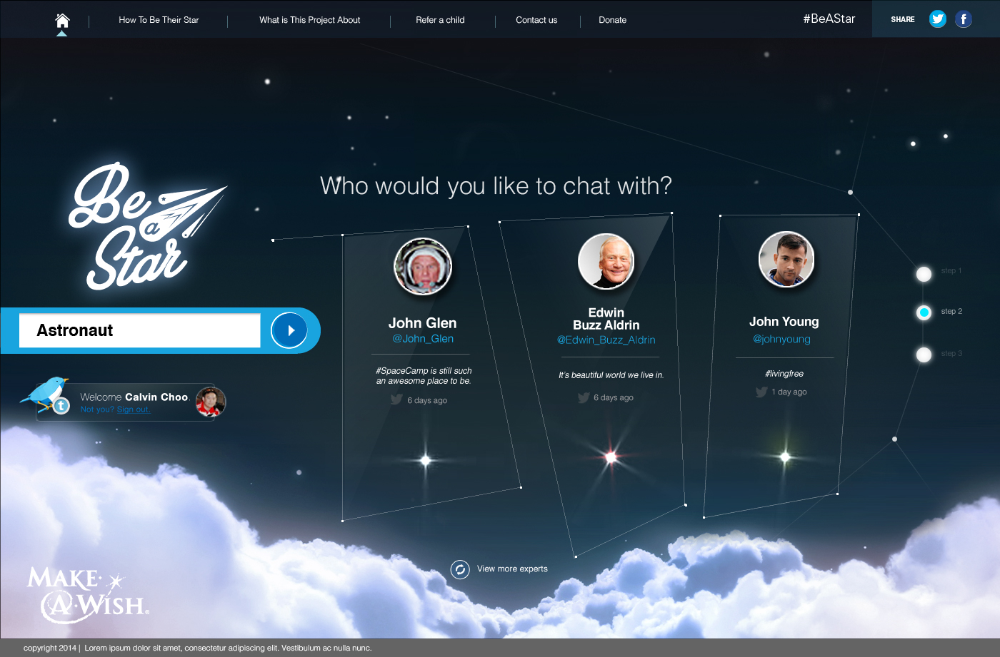 How To Be Their Star
What is This Project About
Refer a child
Contact us
Donate
#BeAStar
SHARE
Be
a
Star
Who would you like to chat with?
Astronaut
Welcome Calvin Choo.
Not you? Sign out.
John Glen
@John_Glen
#SpaceCamp is still such
an awesome place to be.
6 days ago
Edwin
Buzz Aldrin
@Edwin_Buzz_Aldrin
It's beautiful world we live in.
6 days ago
John Young
@johnyoung
#livingfree
1 day ago
step 1
step 2
step 3
View more experts
MAKE·
A·WISH®
copyright 2014 | Lorem ipsum dolor sit amet, consectetur adipiscing elit. Vestibulum ac nulla nunc.